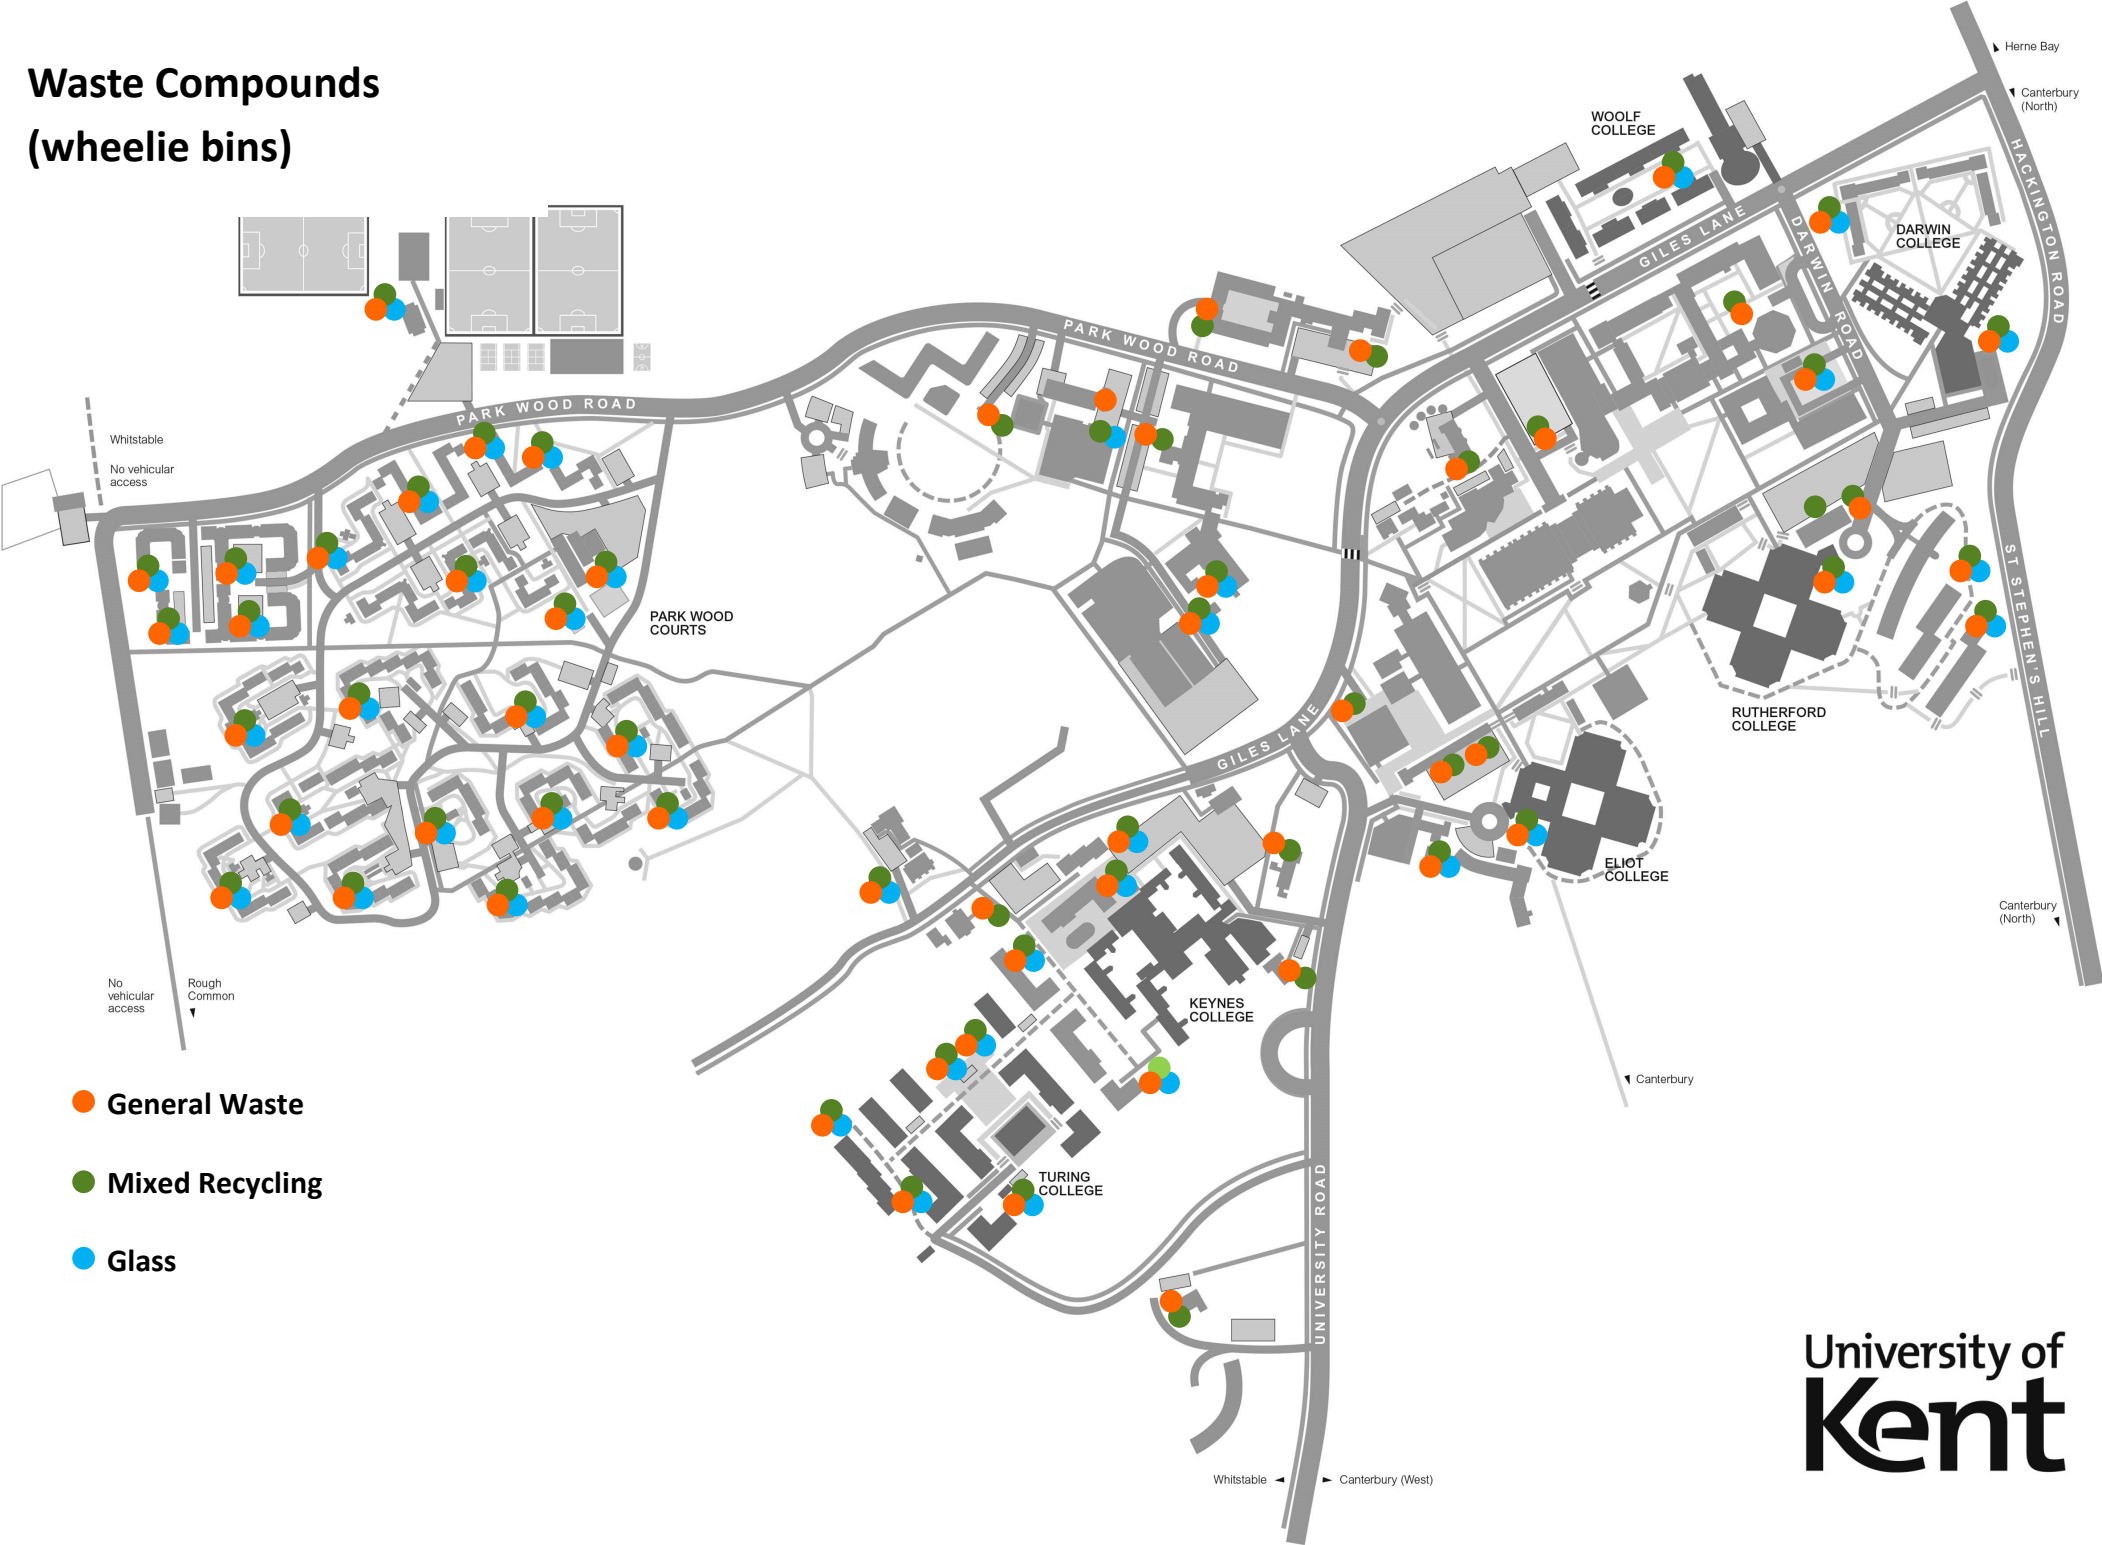 Waste Compounds
(wheelie bins)
Herne Bay
Canterbury
(North)
WOOLF
COLLEGE
GILES LANE
DARWIN ROAD
HACKINGTON ROAD
DARWIN
COLLEGE
PARK WOOD ROAD
PARK WOOD ROAD
Whitstable
No vehicular
access
PARK WOOD
COURTS
ST STEPHEN'S HILL
RUTHERFORD
COLLEGE
GILES LANE
ELIOT
COLLEGE
Canterbury
(North)
No
vehicular
access
Rough
Common
KEYNES
COLLEGE
Canterbury
TURING
COLLEGE
UNIVERSITY ROAD
General Waste
Mixed Recycling
Glass
Whitstable
Canterbury (West)
University of
Kent